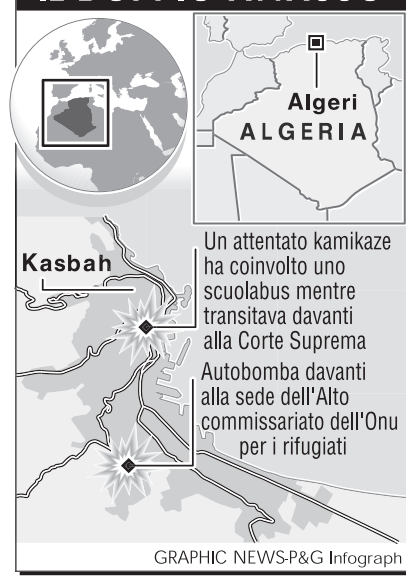 Algeri
ALGERIA
Kasbah
Un attentato kamikaze
ha coinvolto uno
scuolabus mentre
transitava davanti
alla Corte Suprema
Autobomba davanti
alla sede dell'Alto
commissariato dell'Onu
per i rifugiati
GRAPHIC NEWS-P&G Infograph